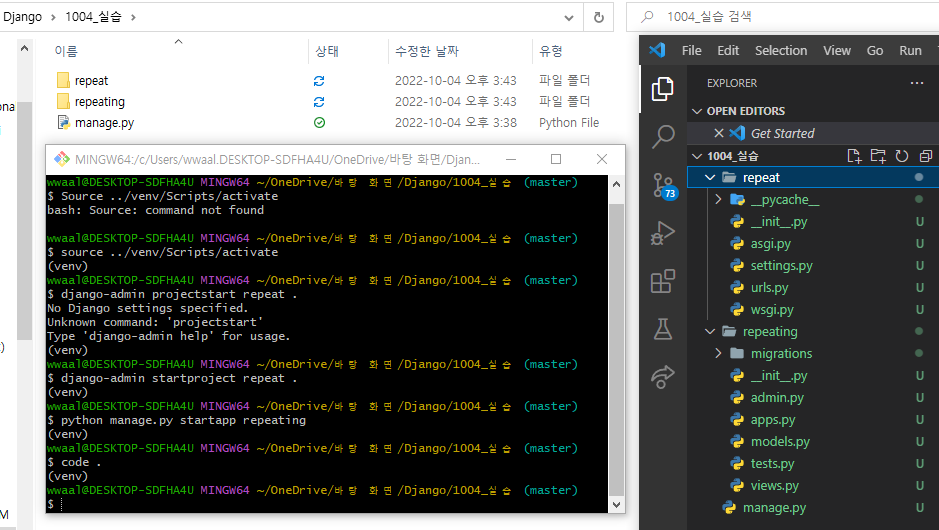 Django > 1004_실습 >
1004_실습 검색
이름 상태 수정한 날짜 유형
repeat 2022-10-04 오후 3:43 파일 폴더
repeating 2022-10-04 오후 3:43 파일 폴더
manage.py 2022-10-04 오후 3:38 Python File
ona
)
M
MINGW64:/c/Users/wwaal.DESKTOP-SDFHA4U/OneDrive/바탕 화면/Djan...
wwaal@DESKTOP-SDFHA4U MINGW64 ~/OneDrive/바탕 화면/Django/1004_실습 (master)
$ Source ../venv/Scripts/activate
bash: Source: command not found
wwaal@DESKTOP-SDFHA4U MINGW64 ~/OneDrive/바탕 화면/Django/1004_실습 (master)
$ source ../venv/Scripts/activate
(venv)
wwaal@DESKTOP-SDFHA4U MINGW64 ~/OneDrive/바탕 화면/Django/1004_실습 (master)
$ django-admin projectstart repeat .
No Django settings specified.
Unknown command: 'projectstart'
Type 'django-admin help' for usage.
(venv)
wwaal@DESKTOP-SDFHA4U MINGW64 ~/OneDrive/바탕 화면/Django/1004_실습 (master)
$ django-admin startproject repeat .
(venv)
wwaal@DESKTOP-SDFHA4U MINGW64 ~/OneDrive/바탕 화면/Django/1004_실습 (master)
$ python manage.py startapp repeating
(venv)
wwaal@DESKTOP-SDFHA4U MINGW64 ~/OneDrive/바탕 화면/Django/1004_실습 (master)
$ code .
(venv)
wwaal@DESKTOP-SDFHA4U MINGW64 ~/OneDrive/바탕 화면/Django/1004_실습 (master)
$
File Edit Selection View Go Run
EXPLORER ...
OPEN EDITORS
Get Started
1004_실습
73
repeat
__pycache__
__init__.py U
asgi.py U
settings.py U
urls.py U
wsgi.py U
repeating
migrations
__init__.py U
admin.py U
apps.py U
models.py U
tests.py U
views.py U
manage.py U